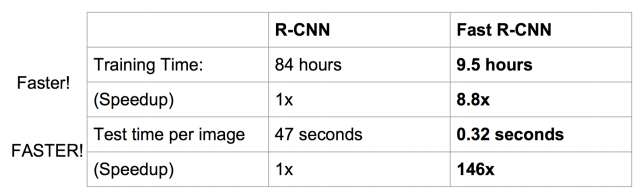 R-CNN Fast R-CNN
Training Time: 84 hours 9.5 hours
Faster!
(Speedup) 1x 8.8x
Test time per image 47 seconds 0.32 seconds
FASTER!
(Speedup) 1x 146x